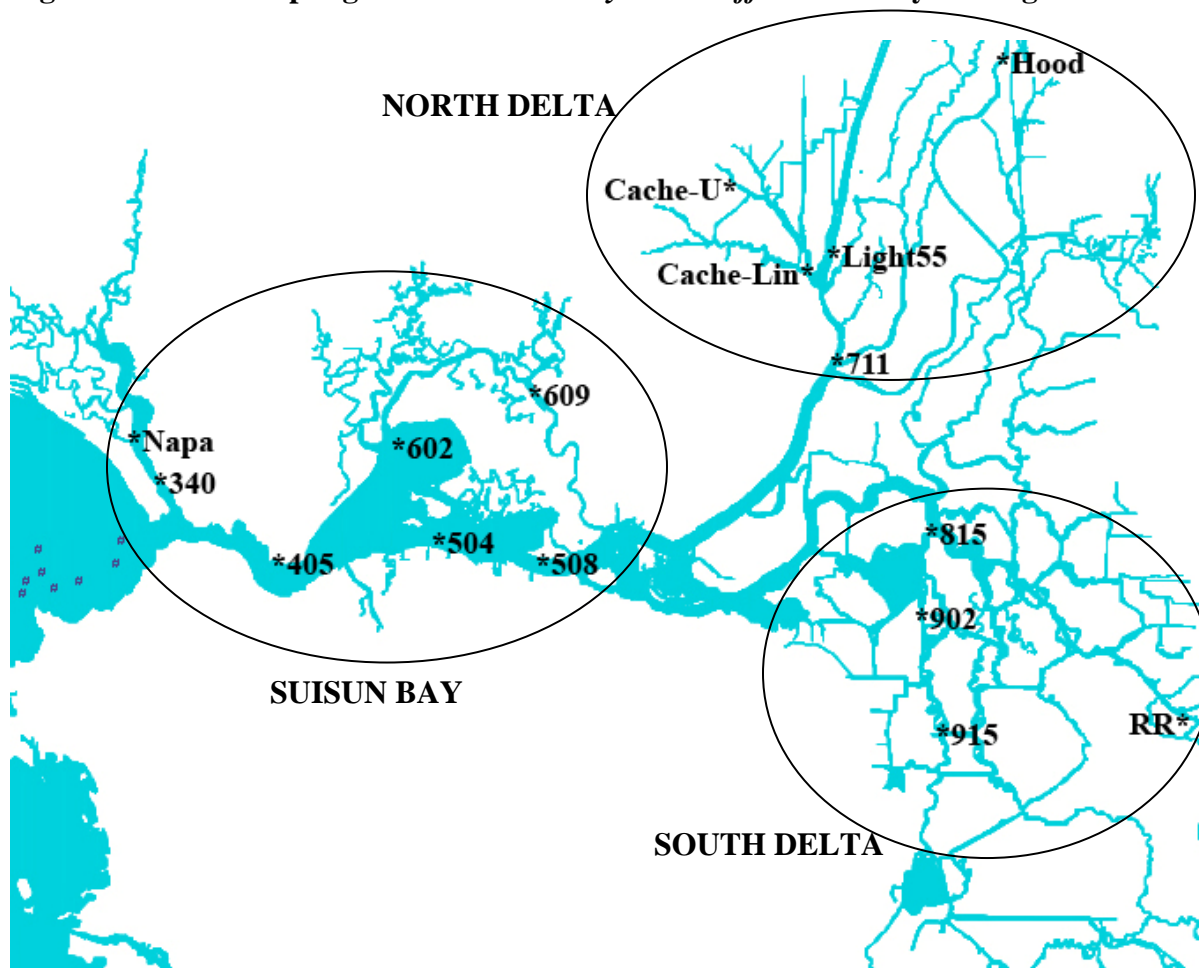 *Hood
NORTH DELTA
Cache-U*
*Light55
Cache-Lin*
*711
*609
*Napa
*602
*340
*815
*504
*405
*508
*902
SUISUN BAY
RR*
*915
SOUTH DELTA
#
#
#
#
#
#
#